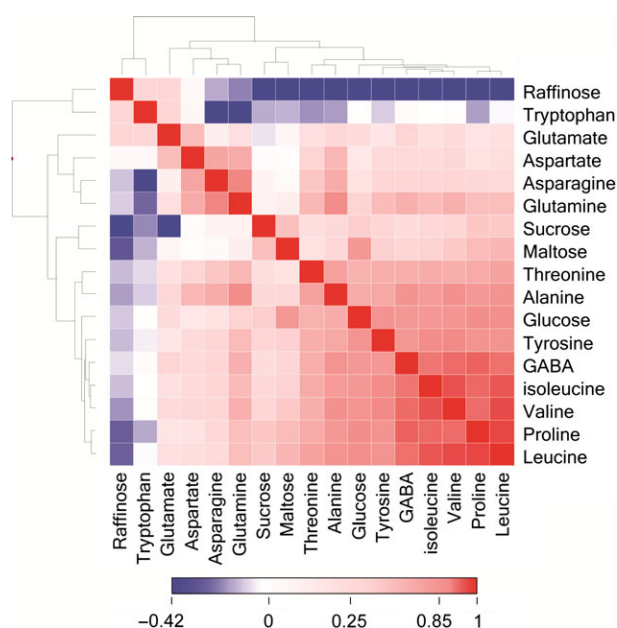 Raffinose
Tryptophan
Glutamate
Aspartate
Asparagine
Glutamine
Sucrose
Maltose
Threonine
Alanine
Glucose
Tyrosine
GABA
isoleucine
Valine
Proline
Leucine
Raffinose
Tryptophan
Glutamate
Aspartate
Asparagine
Glutamine
Sucrose
Maltose
Threonine
Alanine
Glucose
Tyrosine
GABA
isoleucine
Valine
Proline
Leucine
−0.42 0 0.25 0.85 1